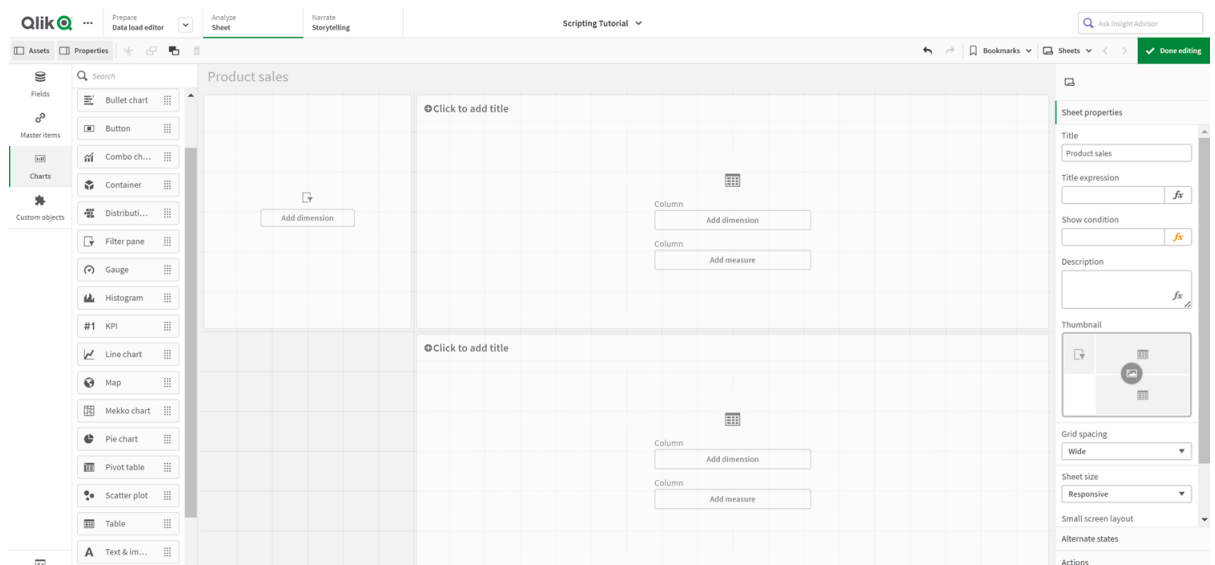 Qlik
Prepare
Data load editor
Analyze
Sheet
Narrate
Storytelling
Scripting Tutorial
Ask Insight Advisor
Assets
Properties
Bookmarks
Sheets
Done editing
Fields
Master items
Charts
Custom objects
Search
Bullet chart
Button
Combo ch...
Container
Distributi...
Filter pane
Gauge
Histogram
#1 KPI
Line chart
Map
Mekko chart
Pie chart
Pivot table
Scatter plot
Table
A Text & im...
Product sales
Add dimension
Click to add title
Column
Add dimension
Column
Add measure
Click to add title
Column
Add dimension
Column
Add measure
Sheet properties
Title
Product sales
Title expression
fx
Show condition
fx
Description
fx
Thumbnail
Grid spacing
Wide
Sheet size
Responsive
Small screen layout
Alternate states
Actions